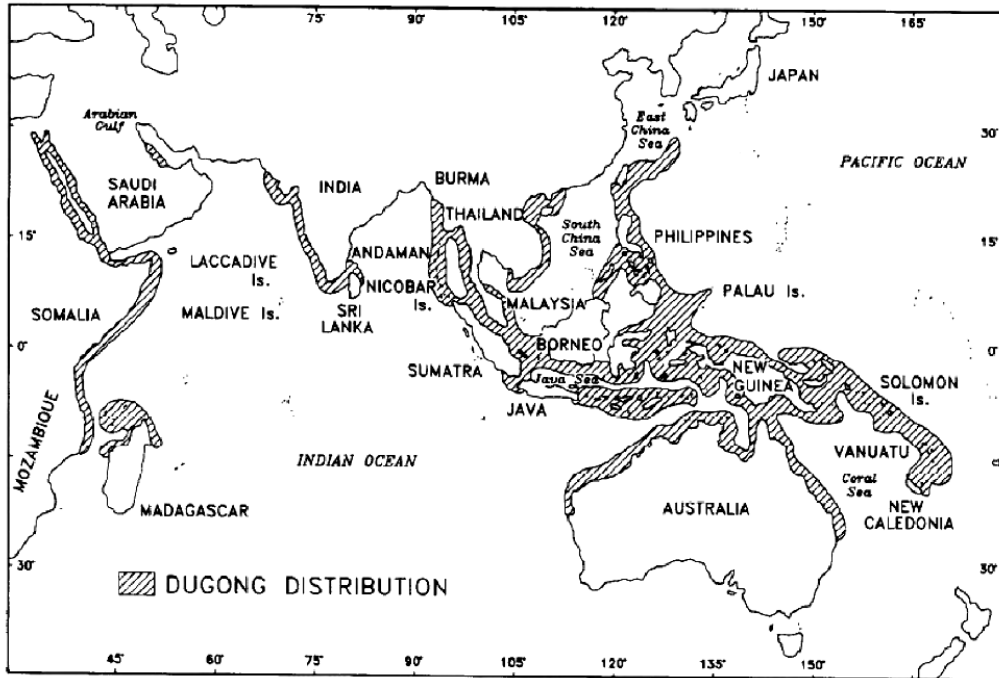 75° 90° 105° 120° 135° 150° 165°
JAPAN
Arabian
Gulf
East
China
Sea
30°
PACIFIC OCEAN
SAUDI
ARABIA
INDIA
BURMA
THAILAND
15°
South
China
Sea
PHILIPPINES
15°
ANDAMAN
LACCADIVE
Is.
NICOBAR
Is.
MALAYSIA
PALAU Is.
SOMALIA
MALDIVE Is.
SRI
LANKA
0°
BORNEO
0°
SUMATRA
Java Sea
NEW
GUINEA
SOLOMON
Is.
JAVA
MOZAMBIQUE
INDIAN OCEAN
VANUATU
Coral
Sea
MADAGASCAR
AUSTRALIA
NEW
CALEDONIA
30°
30°
DUGONG DISTRIBUTION
45° 60° 75° 90° 105° 120° 135° 150°